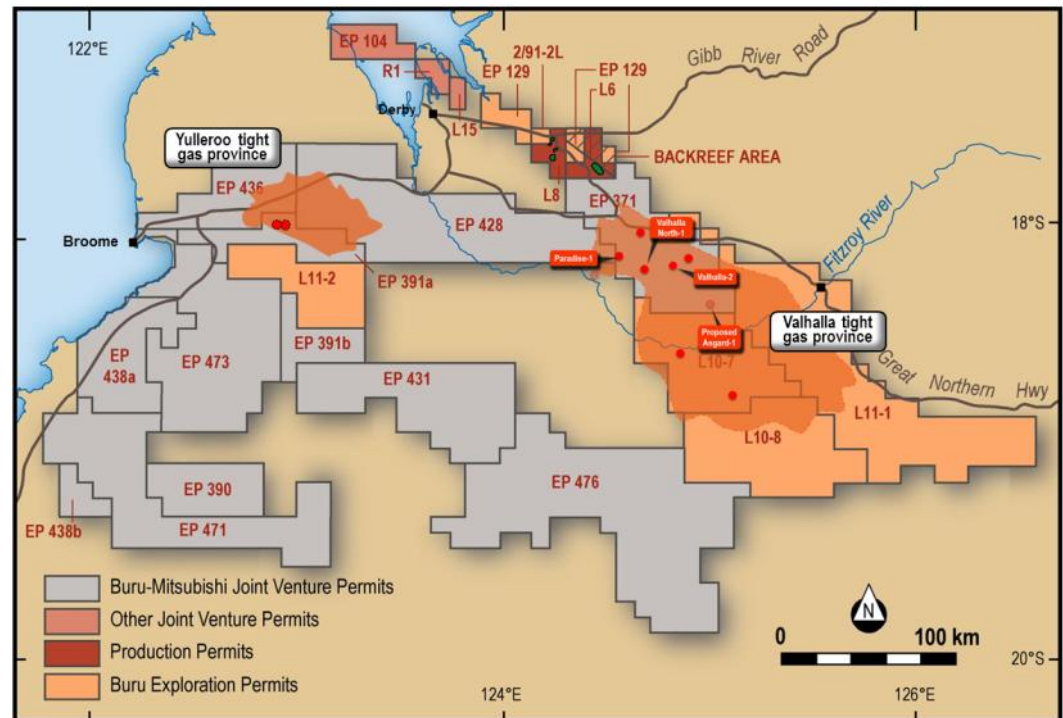 122°E
EP 104
R1
2/91-2L
EP 129
EP 129
L6
Gibb River Road
Derby
L15
BACKREEF AREA
L8
Yulleroo tight
gas province
EP 436
EP 371
EP 428
Broome
L11-2
EP 391a
EP 391b
Valhalla
North-1
Paradise-1
Valhalla-2
Proposed
Asgard-1
Fitzroy River
18°S
Valhalla tight
gas province
Great Northern Hwy
EP
438a
EP 473
EP 431
L10-7
L11-1
L10-8
EP 390
EP 476
EP 438b
EP 471
Buru-Mitsubishi Joint Venture Permits
Other Joint Venture Permits
Production Permits
Buru Exploration Permits
N
0
100 km
20°S
124°E
126°E